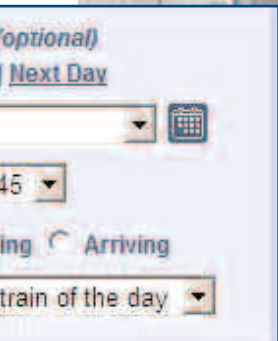 (optional)
Next Day
45
ing Arriving
train of the day